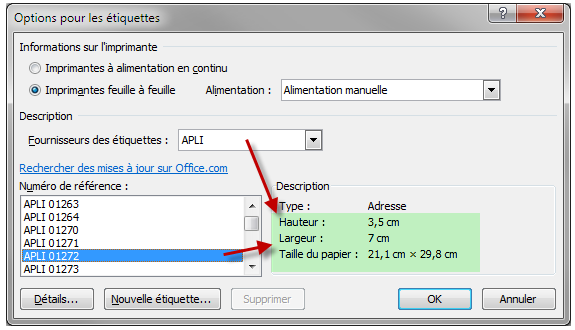 Options pour les étiquettes
Informations sur l'imprimante
Imprimantes à alimentation en continu
Imprimantes feuille à feuille Alimentation : Alimentation manuelle
Description
Fournisseurs des étiquettes : APLI
Rechercher des mises à jour sur Office.com
Numéro de référence :
APLI 01263
APLI 01264
APLI 01270
APLI 01271
APLI 01272
APLI 01273
Description
Type : Adresse
Hauteur : 3,5 cm
Largeur : 7 cm
Taille du papier : 21,1 cm × 29,8 cm
Détails... Nouvelle étiquette... Supprimer OK Annuler